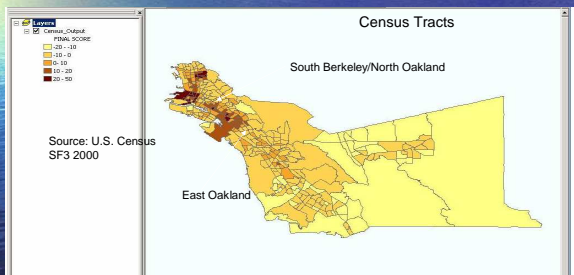 Layers
Census_Output
FINAL SCORE
-20 - -10
-10 - 0
0- 10
10 - 20
20 - 50
Source: U.S. Census
SF3 2000
Census Tracts
South Berkeley/North Oakland
East Oakland